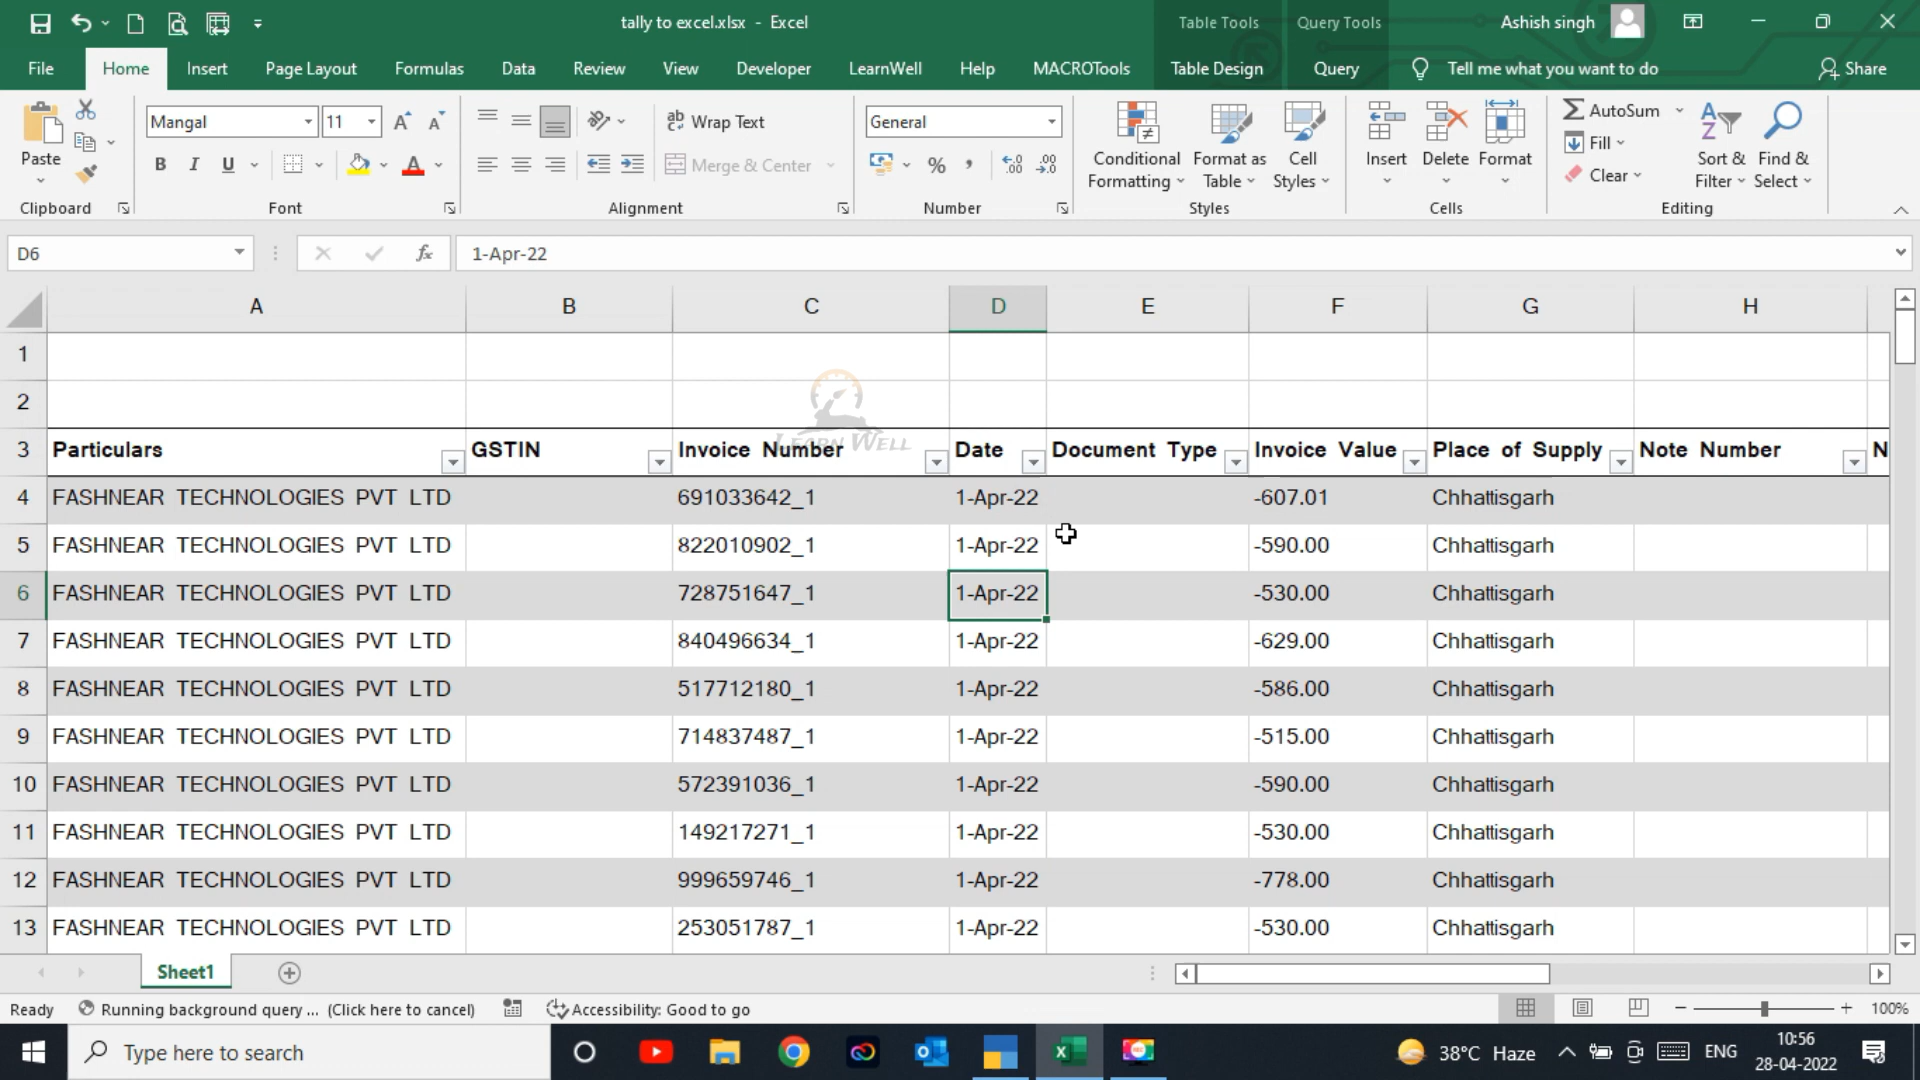 tally to excel.xlsx - Excel
Table Tools
Query Tools
Ashish singh
File
Home
Insert
Page Layout
Formulas
Data
Review
View
Developer
LearnWell
Help
MACROTools
Table Design
Query
Tell me what you want to do
Share
Paste
Clipboard
Mangal
11
A A
B I U A
Font
ab Wrap Text
Merge & Center
Alignment
General
% , .00
Number
Conditional Formatting
Format as Table
Cell Styles
Styles
Insert
Delete
Format
Cells
AutoSum
Fill
Clear
Sort & Filter
Find & Select
Editing
D6
fx
1-Apr-22
A B C D E F G H
1
2
3 Particulars GSTIN Invoice Number Date Document Type Invoice Value Place of Supply Note Number N
LEARN WELL
4 FASHNEAR TECHNOLOGIES PVT LTD 691033642_1 1-Apr-22 -607.01 Chhattisgarh
5 FASHNEAR TECHNOLOGIES PVT LTD 822010902_1 1-Apr-22 -590.00 Chhattisgarh
6 FASHNEAR TECHNOLOGIES PVT LTD 728751647_1 1-Apr-22 -530.00 Chhattisgarh
7 FASHNEAR TECHNOLOGIES PVT LTD 840496634_1 1-Apr-22 -629.00 Chhattisgarh
8 FASHNEAR TECHNOLOGIES PVT LTD 517712180_1 1-Apr-22 -586.00 Chhattisgarh
9 FASHNEAR TECHNOLOGIES PVT LTD 714837487_1 1-Apr-22 -515.00 Chhattisgarh
10 FASHNEAR TECHNOLOGIES PVT LTD 572391036_1 1-Apr-22 -590.00 Chhattisgarh
11 FASHNEAR TECHNOLOGIES PVT LTD 149217271_1 1-Apr-22 -530.00 Chhattisgarh
12 FASHNEAR TECHNOLOGIES PVT LTD 999659746_1 1-Apr-22 -778.00 Chhattisgarh
13 FASHNEAR TECHNOLOGIES PVT LTD 253051787_1 1-Apr-22 -530.00 Chhattisgarh
Sheet1
Ready
Running background query ... (Click here to cancel)
Accessibility: Good to go
100%
Type here to search
38°C Haze
ENG
10:56
28-04-2022